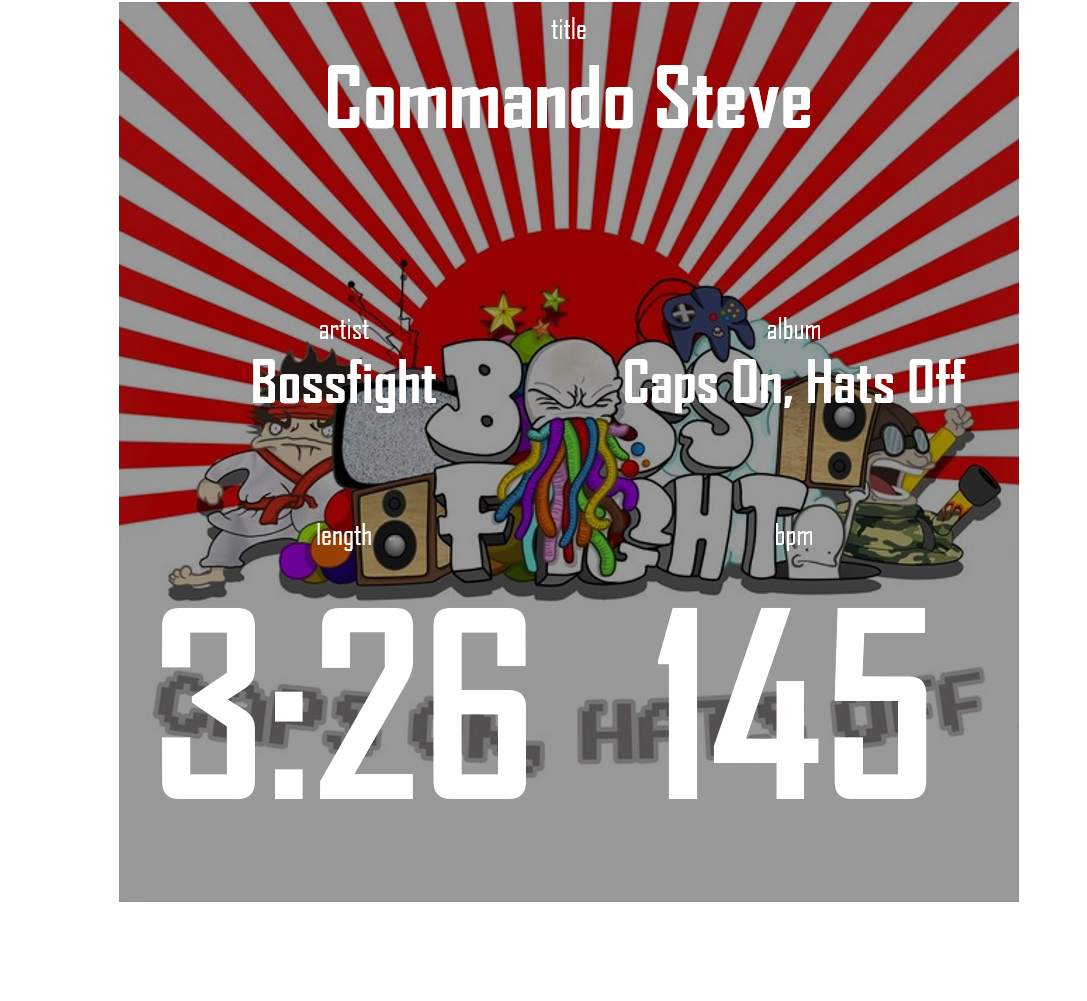 title
Commando Steve
artist
album
Bossfight
Caps On, Hats Off
BOSS
FIGHT
length
bpm
3:26
145
CAPS ON, HATS OFF